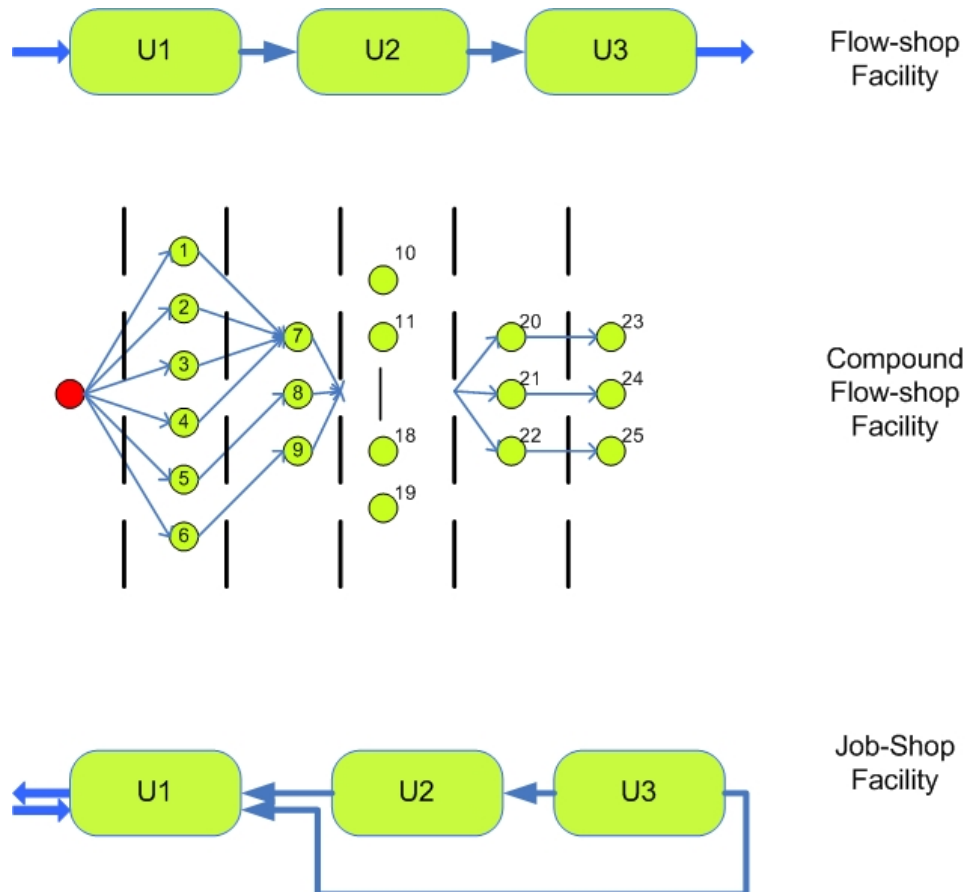 U1 U2 U3
Flow-shop
Facility
1
2
3
4
5
6
7
8
9
10
11
18
19
20 23
21 24
22 25
Compound
Flow-shop
Facility
U1 U2 U3
Job-Shop
Facility